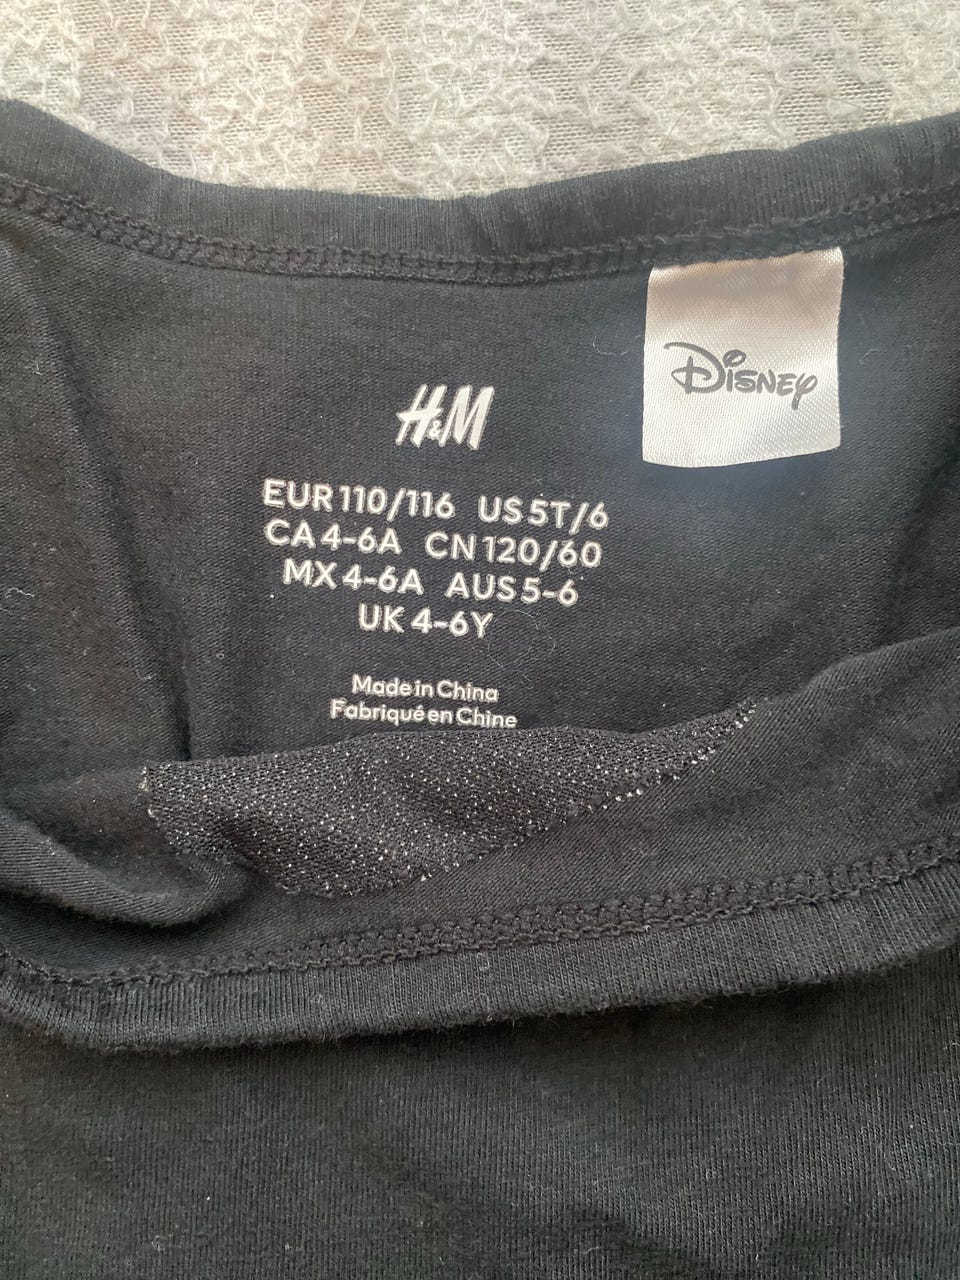 H&M
Disney
EUR 110/116 US 5T/6
CA 4-6A CN 120/60
MX 4-6A AUS 5-6
UK 4-6Y
Made in China
Fabriqué en Chine